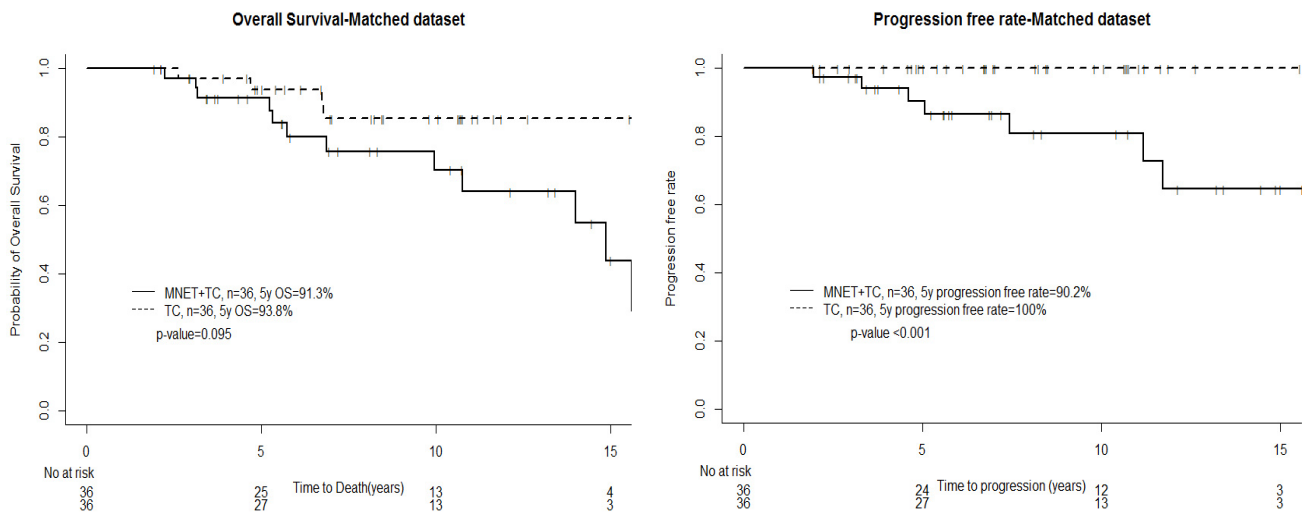 Overall Survival-Matched dataset
Probability of Overall Survival
1.0
0.8
0.6
0.4
0.2
0.0
MNET+TC, n=36, 5y OS=91.3%
TC, n=36, 5y OS=93.8%
p-value=0.095
0 5 10 15
No at risk
Time to Death(years)
36 25 13 4
36 27 13 3
Progression free rate-Matched dataset
Progression free rate
1.0
0.8
0.6
0.4
0.2
0.0
MNET+TC, n=36, 5y progression free rate=90.2%
TC, n=36, 5y progression free rate=100%
p-value <0.001
0 5 10 15
No at risk
Time to progression (years)
36 24 12 3
36 27 13 3